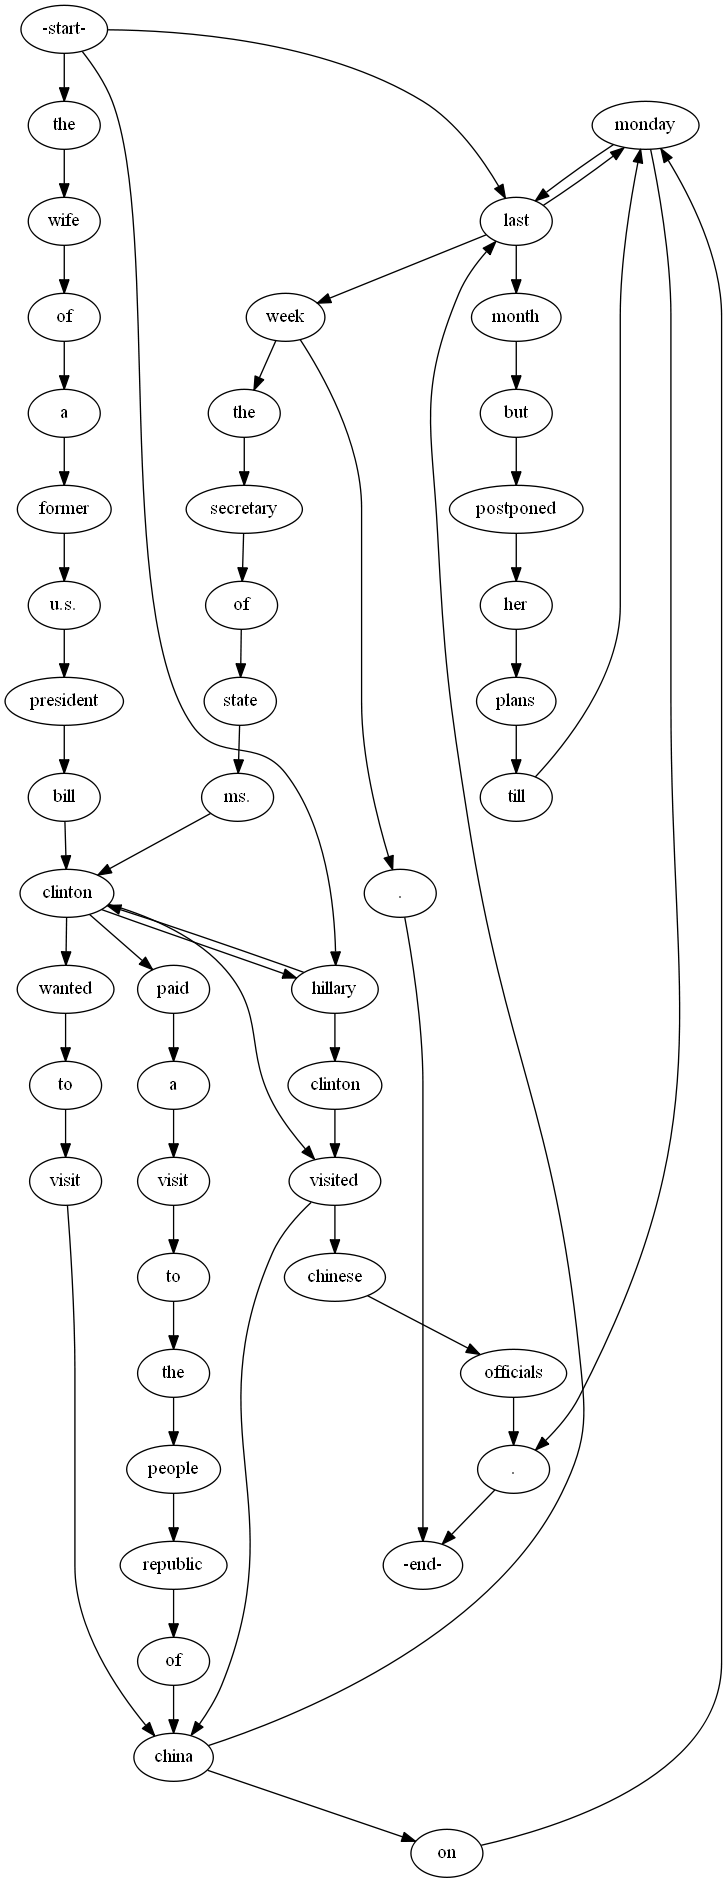 -start-
the
monday
wife
last
of
week
month
a
the
but
former
secretary
postponed
u.s.
of
her
president
state
plans
bill
ms.
till
clinton
.
wanted
paid
hillary
to
a
clinton
visit
visit
visited
to
chinese
the
officials
people
.
republic
-end-
of
china
on